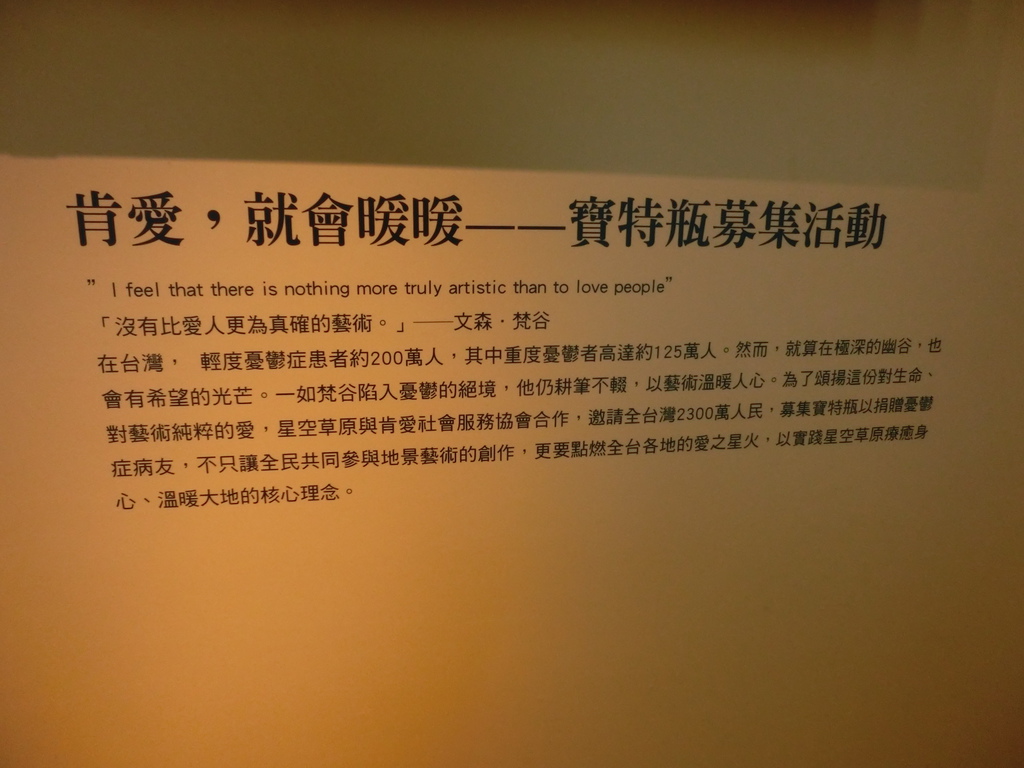 肯愛，就會暖暖——寶特瓶募集活動
” I feel that there is nothing more truly artistic than to love people”
「沒有比愛人更為真確的藝術。」——文森．梵谷
在台灣， 輕度憂鬱症患者約200萬人，其中重度憂鬱者高達約125萬人。然而，就算在極深的幽谷，也
會有希望的光芒。一如梵谷陷入憂鬱的絕境，他仍耕筆不輟，以藝術溫暖人心。為了頌揚這份對生命、
對藝術純粹的愛，星空草原與肯愛社會服務協會合作，邀請全台灣2300萬人民，募集寶特瓶以捐贈憂鬱
症病友，不只讓全民共同參與地景藝術的創作，更要點燃全台各地的愛之星火，以實踐星空草原療癒身
心、溫暖大地的核心理念。